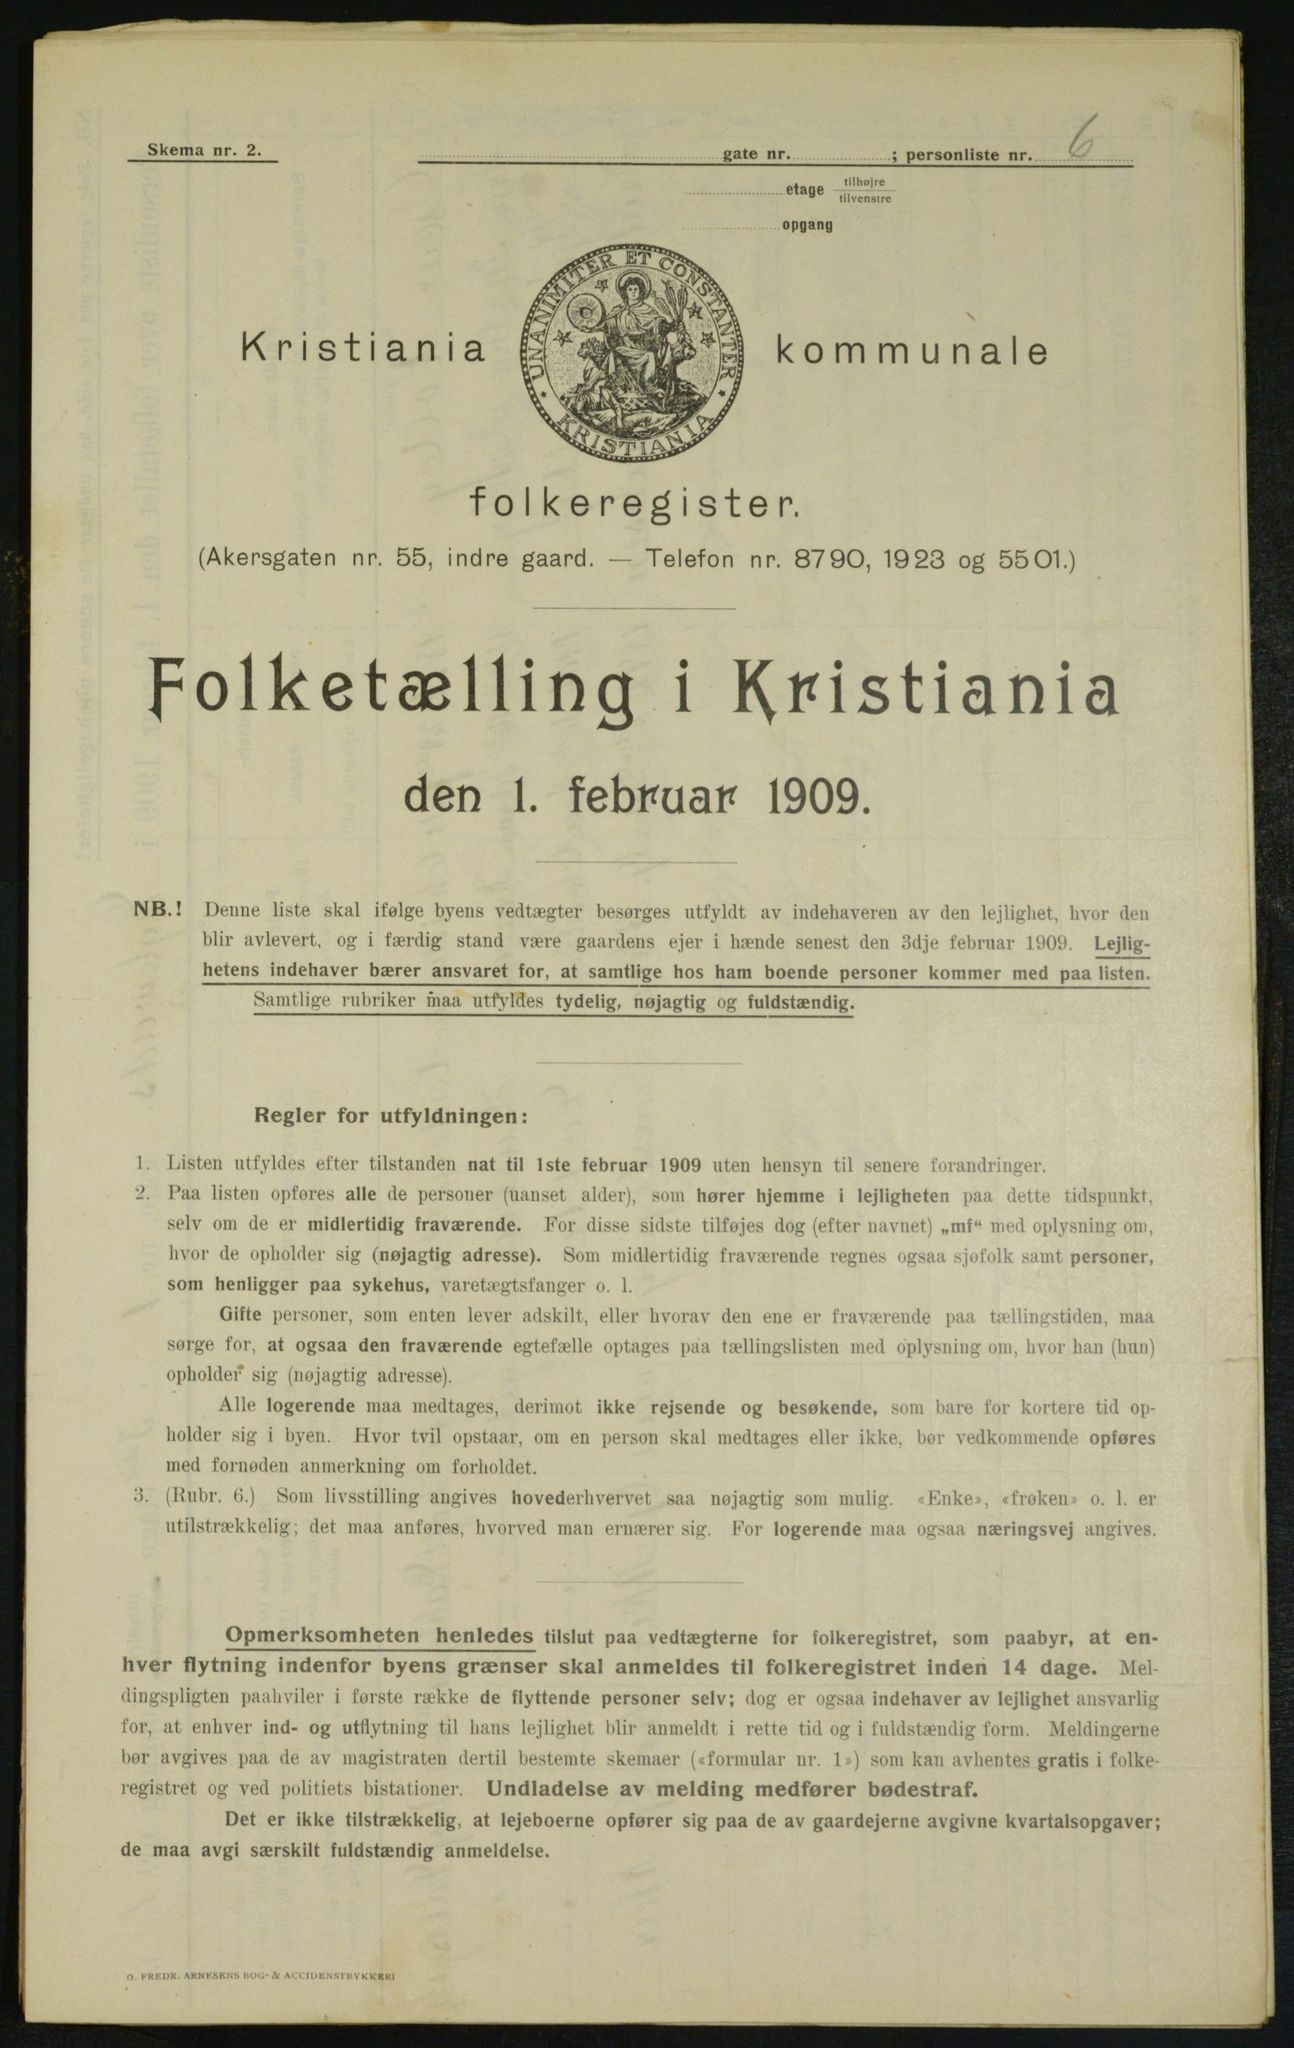 Skema nr. 2.
gate nr. ; personliste nr. 6
etage tilhøjre
tilvenstre
opgang
UNANIMITER ET CONSTANTER
KRISTIANIA
Kristiania kommunale
folkeregister.
(Akersgaten nr. 55, indre gaard. — Telefon nr. 8790, 1923 og 5501.)
Folketælling i Kristiania
den 1. februar 1909.
NB.! Denne liste skal ifølge byens vedtægter besørges utfyldt av indehaveren av den lejlighet, hvor den
blir avlevert, og i færdig stand være gaardens ejer i hænde senest den 3dje februar 1909. Lejlig-
hetens indehaver bærer ansvaret for, at samtlige hos ham boende personer kommer med paa listen.
Samtlige rubriker maa utfyldes tydelig, nøjagtig og fuldstændig.
Regler for utfyldningen:
1. Listen utfyldes efter tilstanden nat til 1ste februar 1909 uten hensyn til senere forandringer.
2. Paa listen opføres alle de personer (uanset alder), som hører hjemme i lejligheten paa dette tidspunkt,
selv om de er midlertidig fraværende. For disse sidste tilføjes dog (efter navnet) „mf“ med oplysning om,
hvor de opholder sig (nøjagtig adresse). Som midlertidig fraværende regnes ogsaa sjøfolk samt personer,
som henligger paa sykehus, varetægtsfanger o. l.
Gifte personer, som enten lever adskilt, eller hvorav den ene er fraværende paa tællingstiden, maa
sørge for, at ogsaa den fraværende egtefælle optages paa tællingslisten med oplysning om, hvor han (hun)
opholder sig (nøjagtig adresse).
Alle logerende maa medtages, derimot ikke rejsende og besøkende, som bare for kortere tid op-
holder sig i byen. Hvor tvil opstaar, om en person skal medtages eller ikke, bør vedkommende opføres
med fornøden anmerkning om forholdet.
3. (Rubr. 6.) Som livsstilling angives hovederhvervet saa nøjagtig som mulig. «Enke», «frøken» o. l. er
utilstrækkelig; det maa anføres, hvorved man ernærer sig. For logerende maa ogsaa næringsvej angives.
Opmerksomheten henledes tilslut paa vedtægterne for folkeregistret, som paabyr, at en-
hver flytning indenfor byens grænser skal anmeldes til folkeregistret inden 14 dage. Mel-
dingspligten paahviler i første række de flyttende personer selv; dog er ogsaa indehaver av lejlighet ansvarlig
for, at enhver ind- og utflytning til hans lejlighet blir anmeldt i rette tid og i fuldstændig form. Meldingerne
bør avgives paa de av magistraten dertil bestemte skemaer («formular nr. 1») som kan avhentes gratis i folke-
registret og ved politiets bistationer. Undladelse av melding medfører bødestraf.
Det er ikke tilstrækkelig, at lejeboerne opfører sig paa de av gaardejerne avgivne kvartalsopgaver;
de maa avgi særskilt fuldstændig anmeldelse.
O. FREDR. ARNESENS BOG- & ACCIDENSTRYKKERI